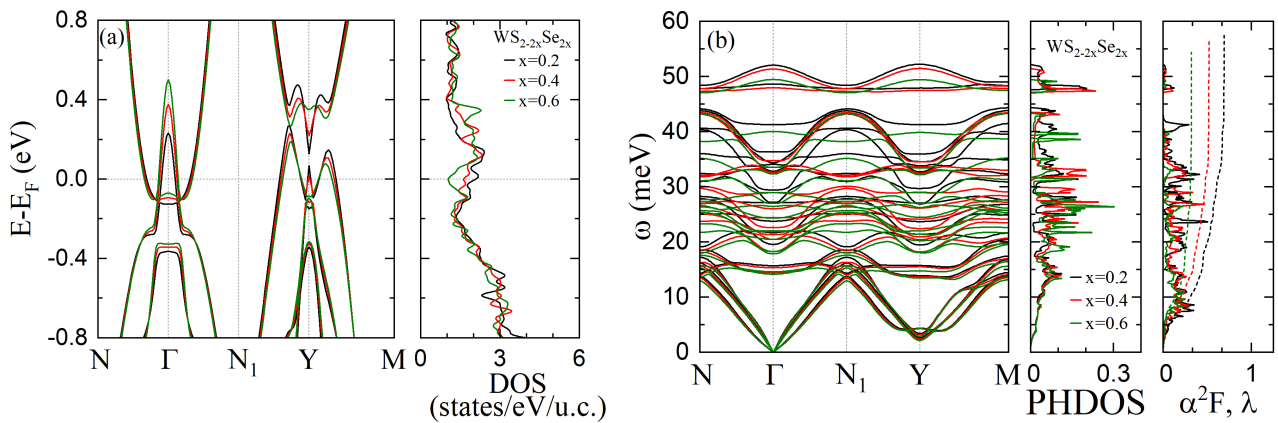 (a)
E-E_F (eV)
0.8
0.4
0.0
-0.4
-0.8
N Γ N₁ Y M
WS₂₋₂ₓSe₂ₓ
x=0.2
x=0.4
x=0.6
0 3 6
DOS
(states/eV/u.c.)
(b)
ω (meV)
60
50
40
30
20
10
0
N Γ N₁ Y M
WS₂₋₂ₓSe₂ₓ
x=0.2
x=0.4
x=0.6
0 0.3
PHDOS
0 1
α²F, λ